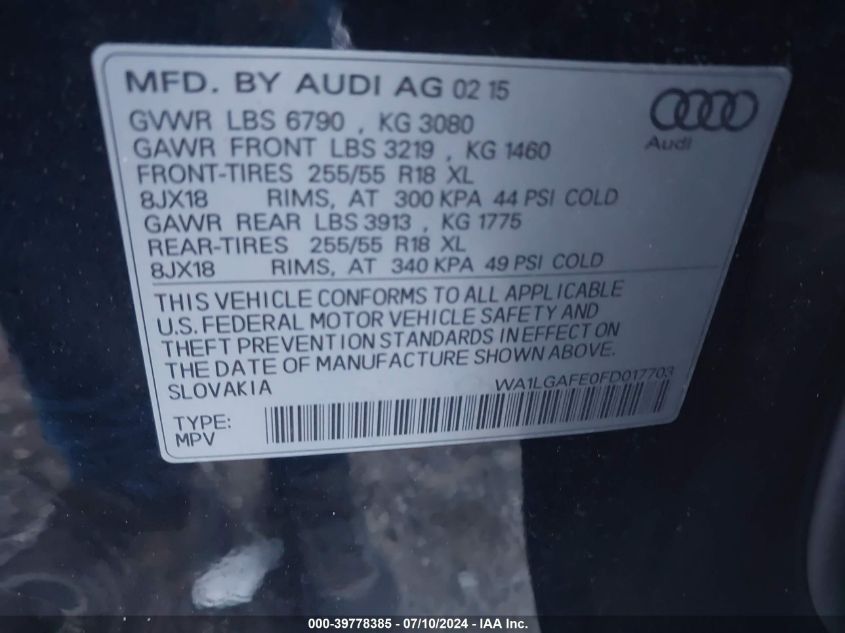 MFD. BY AUDI AG 02 15
Audi
GVWR LBS 6790 , KG 3080
GAWR FRONT LBS 3219 , KG 1460
FRONT-TIRES 255/55 R18 XL
8JX18 RIMS, AT 300 KPA 44 PSI COLD
GAWR REAR LBS 3913 , KG 1775
REAR-TIRES 255/55 R18 XL
8JX18 RIMS, AT 340 KPA 49 PSI COLD
THIS VEHICLE CONFORMS TO ALL APPLICABLE
U.S. FEDERAL MOTOR VEHICLE SAFETY AND
THEFT PREVENTION STANDARDS IN EFFECT ON
THE DATE OF MANUFACTURE SHOWN ABOVE.
SLOVAKIA WA1LGAFE0FD017703
TYPE:
MPV
000-39778385 - 07/10/2024 - IAA Inc.